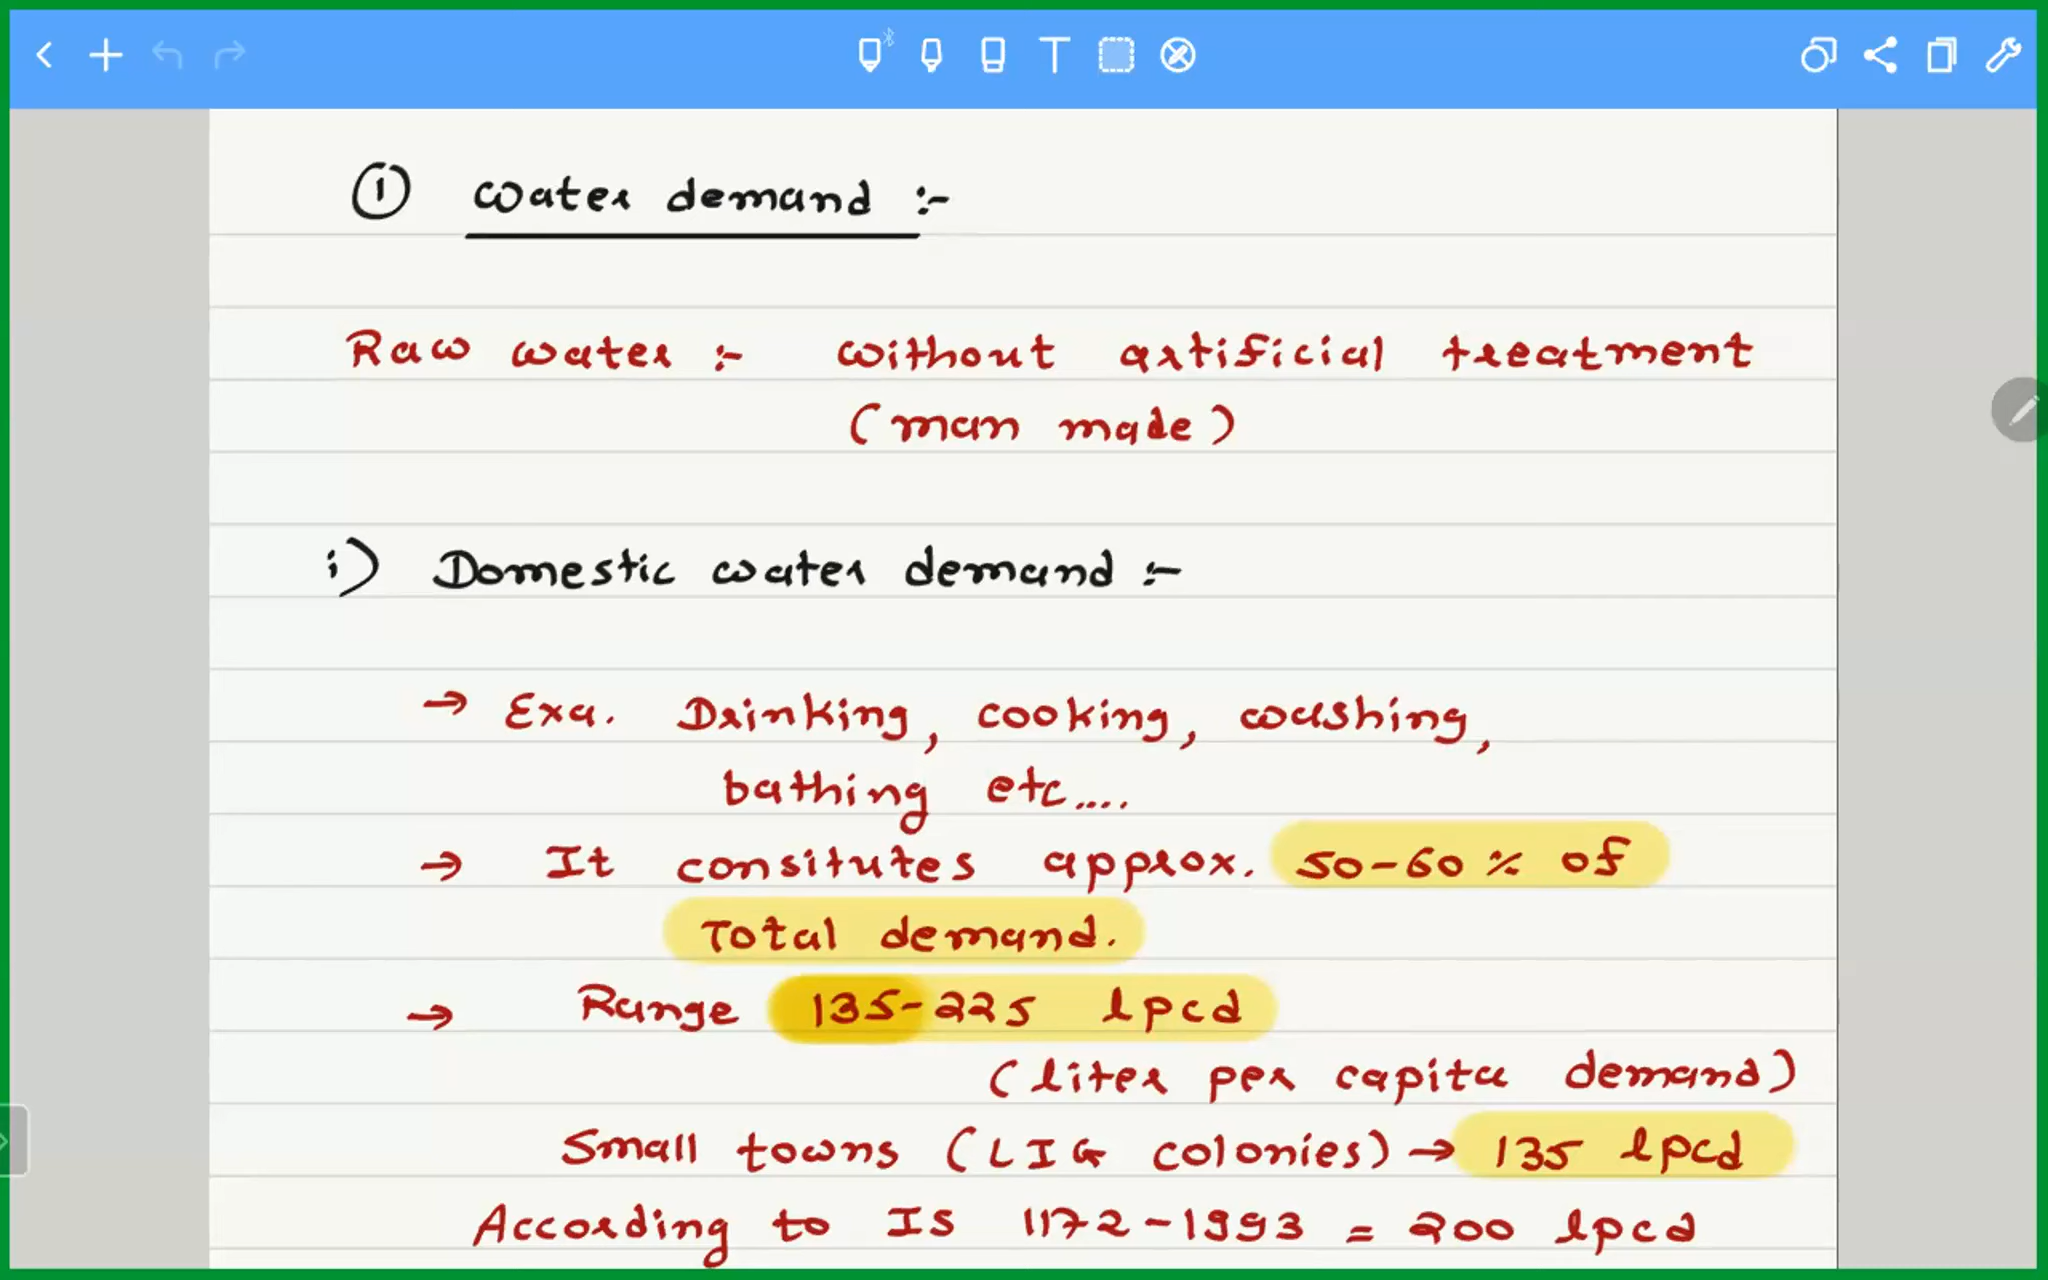 ① Water demand :-
Raw water :- without artificial treatment
(man made)
i) Domestic water demand :-
→ Exa. Drinking, cooking, washing,
bathing etc....
→ It consitutes approx. 50-60 % of
Total demand.
→ Range 135-225 lpcd
(liter per capita demand)
Small towns (LIG colonies) → 135 lpcd
According to IS 1172-1993 = 200 lpcd